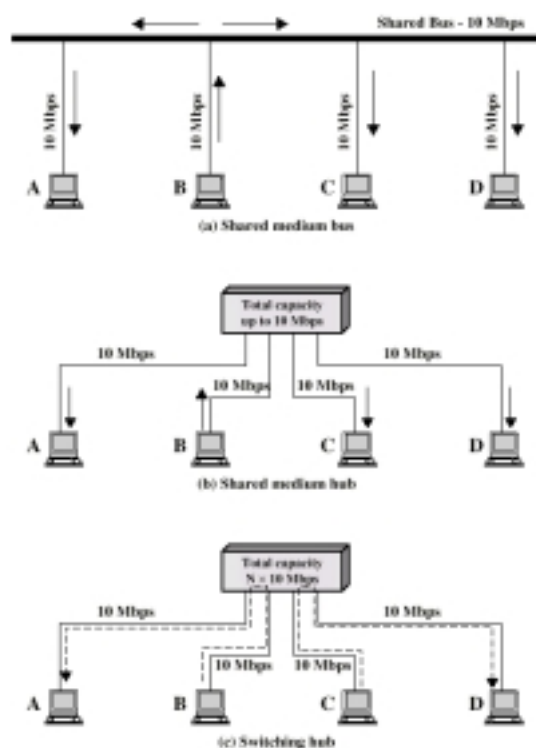 Shared Bus - 10 Mbps
10 Mbps
10 Mbps
10 Mbps
10 Mbps
A
B
C
D
(a) Shared medium bus
Total capacity
up to 10 Mbps
10 Mbps
10 Mbps
10 Mbps
10 Mbps
A
B
C
D
(b) Shared medium hub
Total capacity
N × 10 Mbps
10 Mbps
10 Mbps
10 Mbps
10 Mbps
A
B
C
D
(c) Switching hub